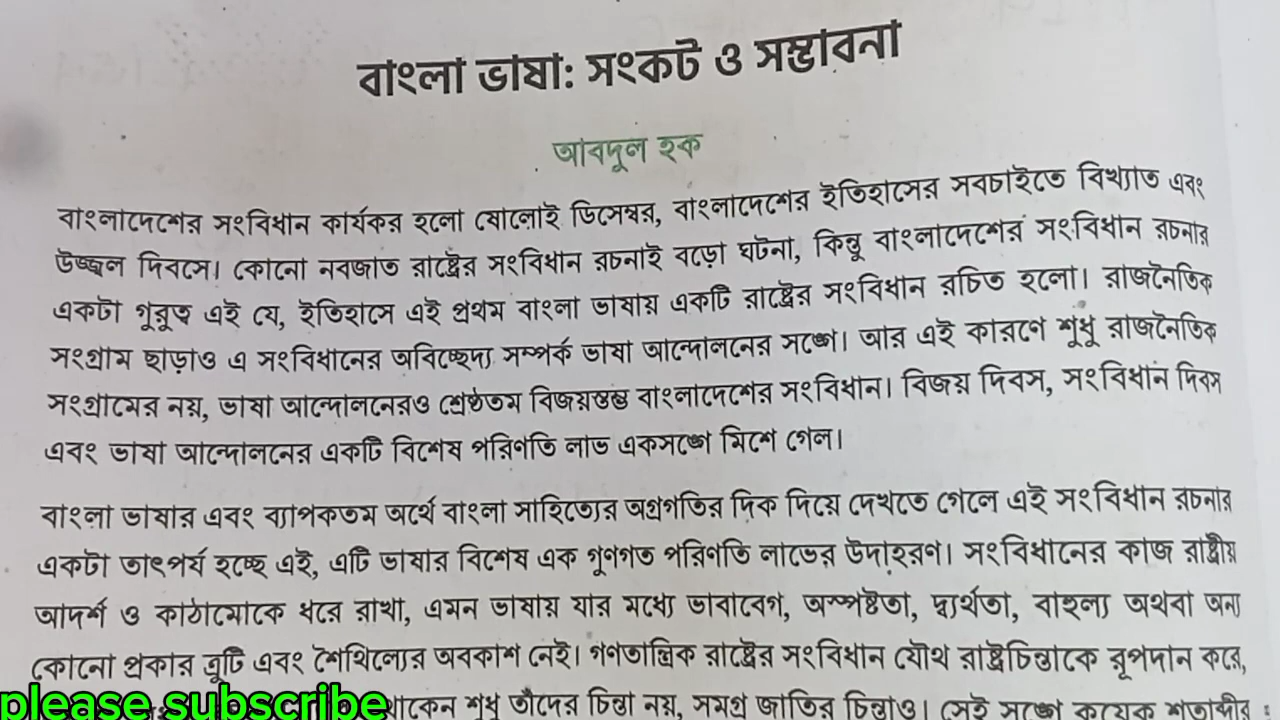 বাংলা ভাষা: সংকট ও সম্ভাবনা
আবদুল হক
বাংলাদেশের সংবিধান কার্যকর হলো ষোলোই ডিসেম্বর, বাংলাদেশের ইতিহাসের সবচাইতে বিখ্যাত এবং
উজ্জ্বল দিবসে। কোনো নবজাত রাষ্ট্রের সংবিধান রচনাই বড়ো ঘটনা, কিন্তু বাংলাদেশের সংবিধান রচনার
একটা গুরুত্ব এই যে, ইতিহাসে এই প্রথম বাংলা ভাষায় একটি রাষ্ট্রের সংবিধান রচিত হলো। রাজনৈতিক
সংগ্রাম ছাড়াও এ সংবিধানের অবিচ্ছেদ্য সম্পর্ক ভাষা আন্দোলনের সঙ্গে। আর এই কারণে শুধু রাজনৈতিক
সংগ্রামের নয়, ভাষা আন্দোলনেরও শ্রেষ্ঠতম বিজয়স্তম্ভ বাংলাদেশের সংবিধান। বিজয় দিবস, সংবিধান দিবস
এবং ভাষা আন্দোলনের একটি বিশেষ পরিণতি লাভ একসঙ্গে মিশে গেল।
বাংলা ভাষার এবং ব্যাপকতম অর্থে বাংলা সাহিত্যের অগ্রগতির দিক দিয়ে দেখতে গেলে এই সংবিধান রচনার
একটা তাৎপর্য হচ্ছে এই, এটি ভাষার বিশেষ এক গুণগত পরিণতি লাভের উদাহরণ। সংবিধানের কাজ রাষ্ট্রীয়
আদর্শ ও কাঠামোকে ধরে রাখা, এমন ভাষায় যার মধ্যে ভাবাবেগ, অস্পষ্টতা, দ্ব্যর্থতা, বাহুল্য অথবা অন্য
কোনো প্রকার ত্রুটি এবং শৈথিল্যের অবকাশ নেই। গণতান্ত্রিক রাষ্ট্রের সংবিধান যৌথ রাষ্ট্রচিন্তাকে রূপদান করে,
please subscribe থাকেন শুধু তাঁদের চিন্তা নয়, সমগ্র জাতির চিন্তাও। সেই সঙ্গে কয়েক শতাব্দীর